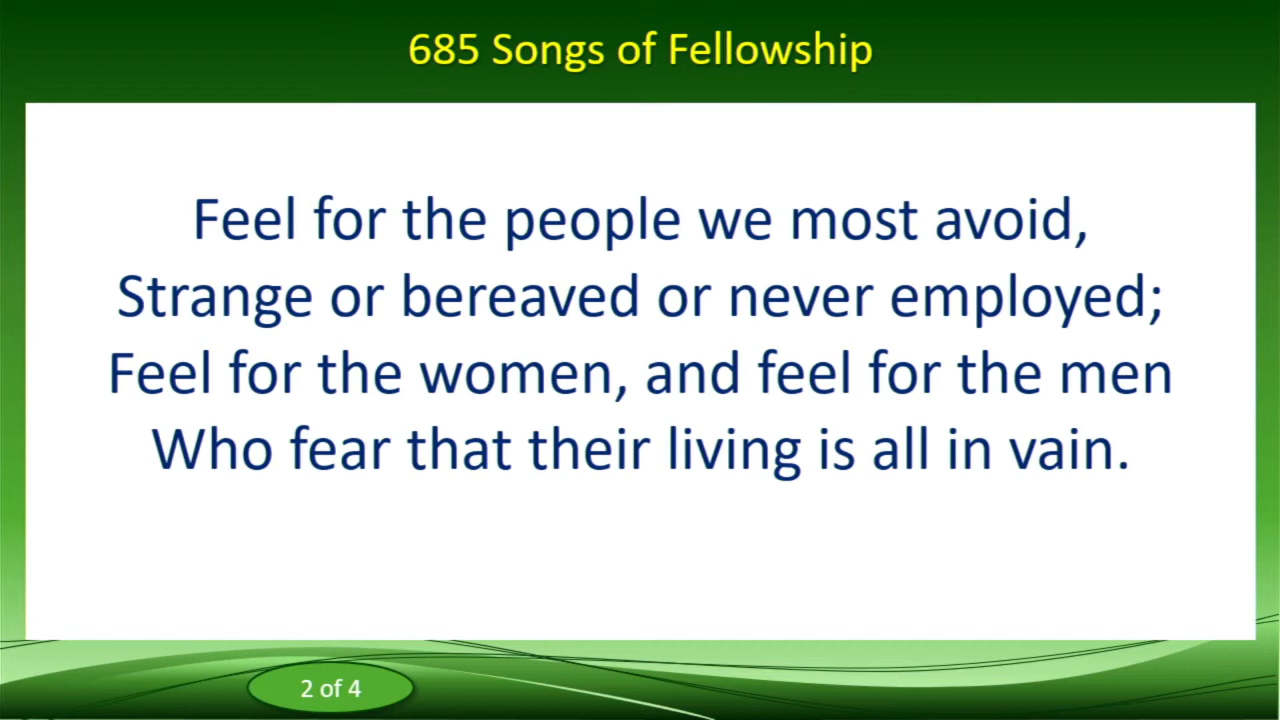 685 Songs of Fellowship
Feel for the people we most avoid,
Strange or bereaved or never employed;
Feel for the women, and feel for the men
Who fear that their living is all in vain.
2 of 4